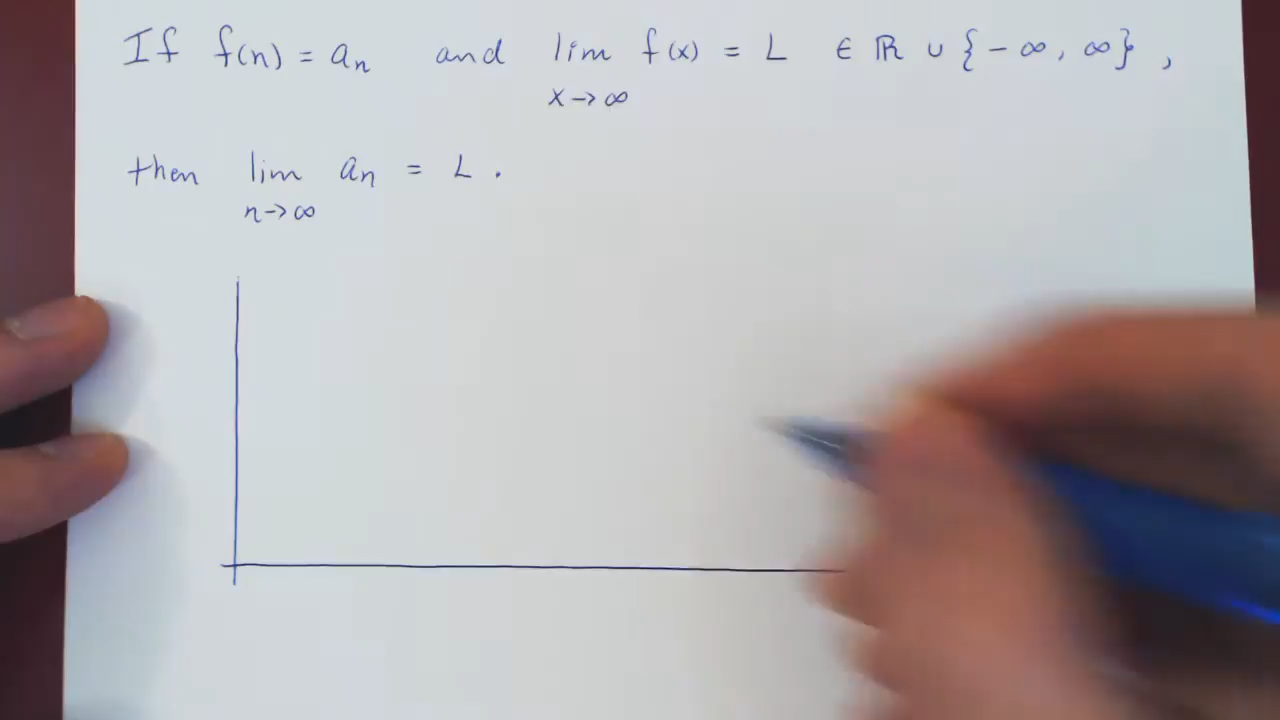 If f(n) = aₙ and lim f(x) = L ∈ ℝ ∪ {-∞, ∞},
x→∞
then lim aₙ = L.
n→∞